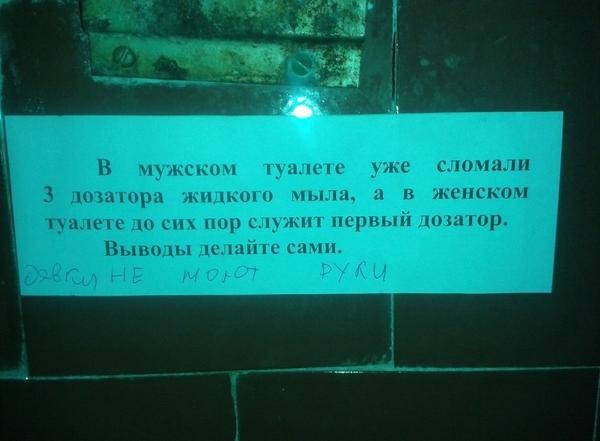 В мужском туалете уже сломали
3 дозатора жидкого мыла, а в женском
туалете до сих пор служит первый дозатор.
Выводы делайте сами.
девки НЕ моют РУКИ